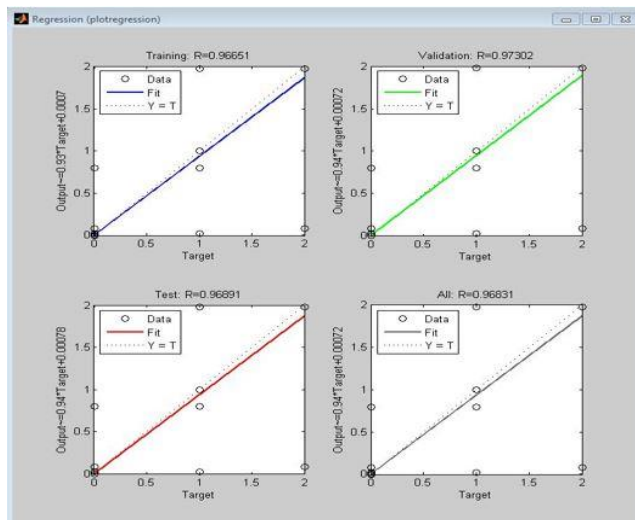 Regression (plotregression)
Training: R=0.96651
Output~=0.93*Target+0.0007
2
1.5
1
0.5
0
Data
Fit
Y = T
0 0.5 1 1.5 2
Target
Validation: R=0.97302
Output~=0.94*Target+0.00072
2
1.5
1
0.5
0
Data
Fit
Y = T
0 0.5 1 1.5 2
Target
Test: R=0.96891
Output~=0.94*Target+0.00078
2
1.5
1
0.5
0
Data
Fit
Y = T
0 0.5 1 1.5 2
Target
All: R=0.96831
Output~=0.94*Target+0.00072
2
1.5
1
0.5
0
Data
Fit
Y = T
0 0.5 1 1.5 2
Target